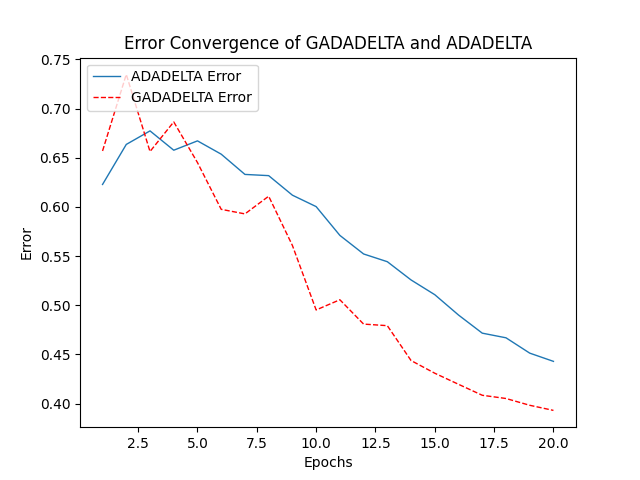 Error Convergence of GADADELTA and ADADELTA
0.75
0.70
0.65
0.60
0.55
0.50
0.45
0.40
Error
ADADELTA Error
GADADELTA Error
2.5 5.0 7.5 10.0 12.5 15.0 17.5 20.0
Epochs